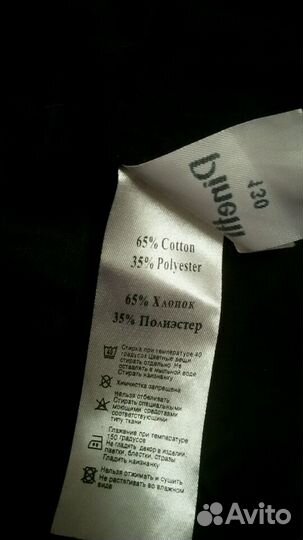 034
65% Cotton
35% Polyester
65% Хлопок
35% Полиэстер
Стирка при температуре 40
градусов Цветные вещи
стирать отдельно Не
оставлять в мыльной воде
Стирать наизнанку
Химчистка запрещена
Нельзя отбеливать
Стирать специальными
моющими средствами
соответствующими
типу ткани
Глажение при температуре
150 градусов
Не гладить декор а изделии,
паетки, блестки, стразы
Гладить наизнанку
Нельзя отжимать и сушить
Не растягивать во влажном
виде
Avito